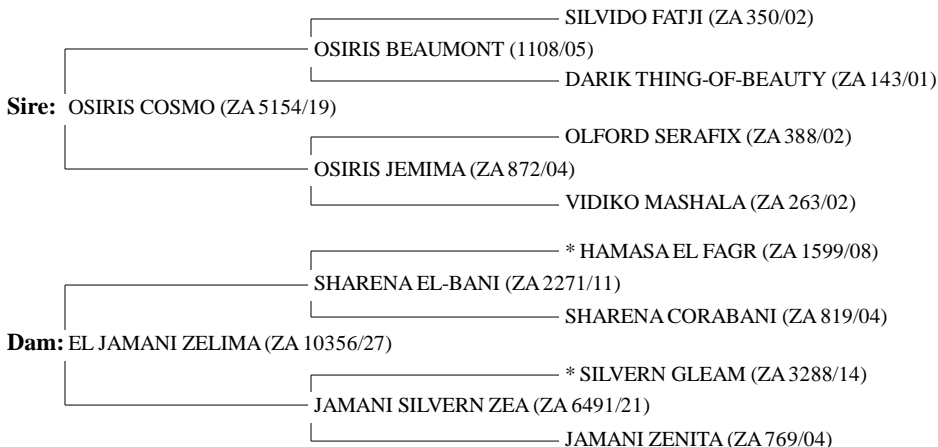 SILVIDO FATJI (ZA 350/02)
OSIRIS BEAUMONT (1108/05)
DARIK THING-OF-BEAUTY (ZA 143/01)
Sire: OSIRIS COSMO (ZA 5154/19)
OLFORD SERAFIX (ZA 388/02)
OSIRIS JEMIMA (ZA 872/04)
VIDIKO MASHALA (ZA 263/02)
* HAMASA EL FAGR (ZA 1599/08)
SHARENA EL-BANI (ZA 2271/11)
SHARENA CORABANI (ZA 819/04)
Dam: EL JAMANI ZELIMA (ZA 10356/27)
* SILVERN GLEAM (ZA 3288/14)
JAMANI SILVERN ZEA (ZA 6491/21)
JAMANI ZENITA (ZA 769/04)